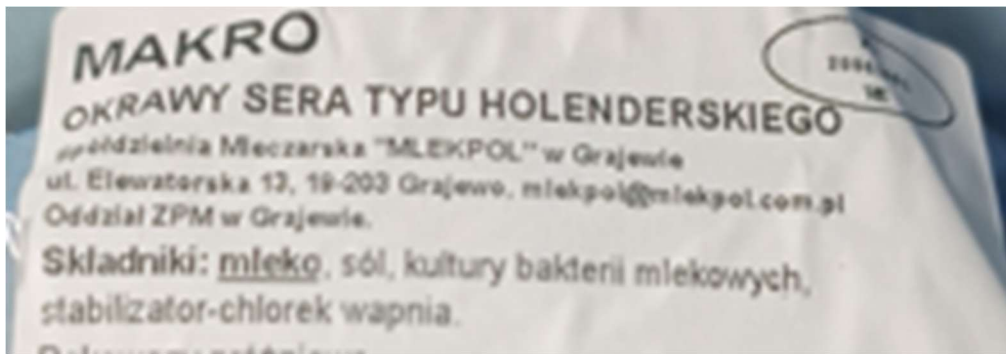 MAKRO
OKRAWY SERA TYPU HOLENDERSKIEGO
Spółdzielnia Mleczarska "MLEKPOL" w Grajewie
ul. Elewatorska 13, 19-203 Grajewo, mlekpol@mlekpol.com.pl
Oddział ZPM w Grajewie.
Składniki: mleko, sól, kultury bakterii mlekowych,
stabilizator-chlorek wapnia.